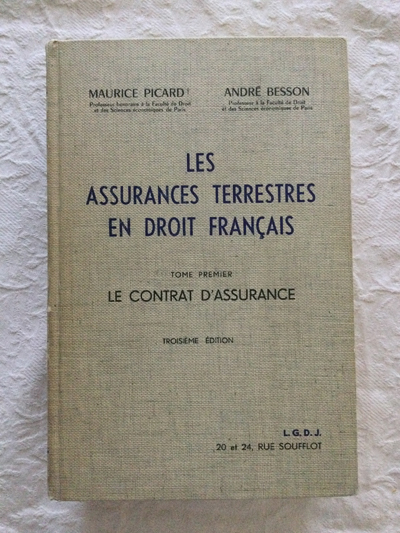 MAURICE PICARD ANDRÉ BESSON
Professeur honoraire à la Faculté de Droit Professeur à la Faculté de Droit
et des Sciences économiques de Paris et des Sciences économiques de Paris
LES
ASSURANCES TERRESTRES
EN DROIT FRANÇAIS
TOME PREMIER
LE CONTRAT D'ASSURANCE
TROISIÈME ÉDITION
L. G. D. J.
20 et 24, RUE SOUFFLOT